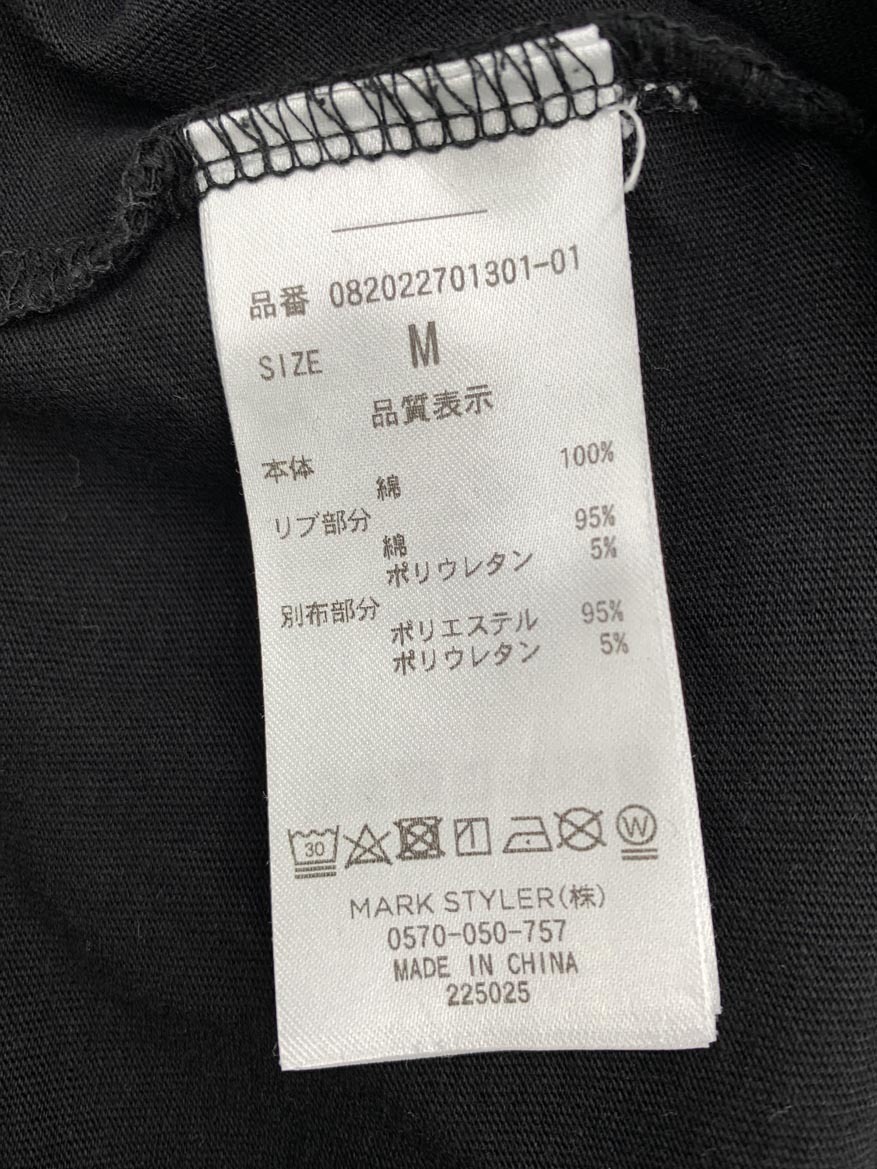 品番 082022701301-01
SIZE M
品質表示
本体 100%
綿
リブ部分
綿 95%
ポリウレタン 5%
別布部分
ポリエステル 95%
ポリウレタン 5%
30 W
MARK STYLER(株)
0570-050-757
MADE IN CHINA
225025